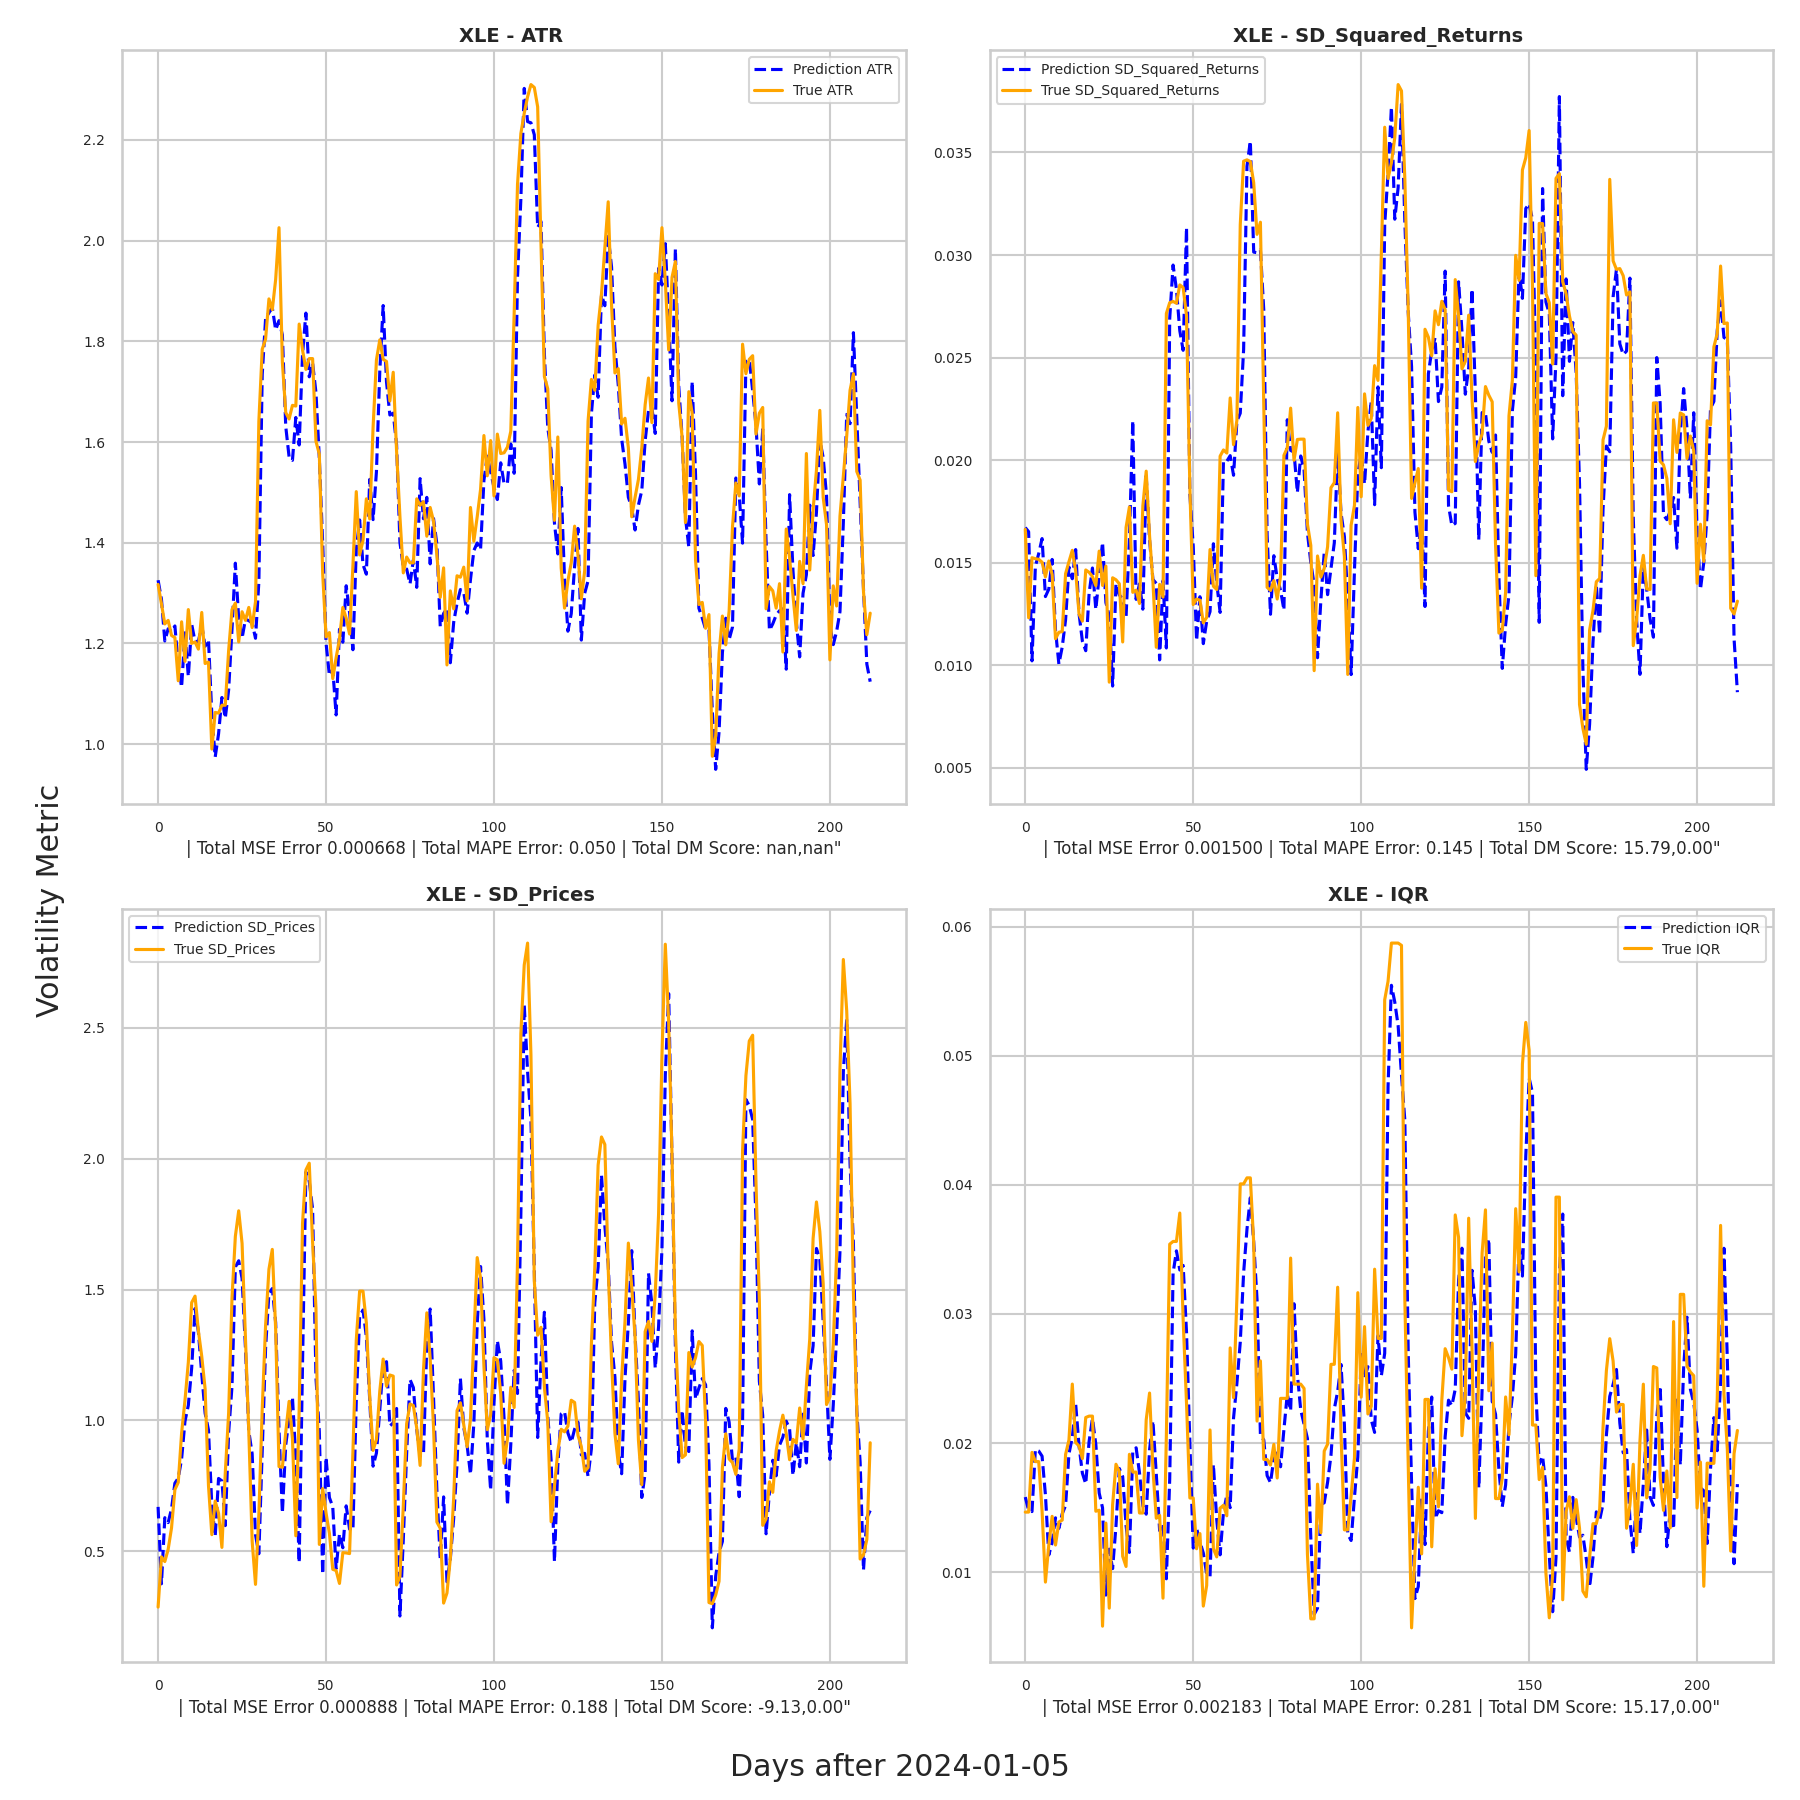 XLE - ATR
Prediction ATR
True ATR
2.2
2.0
1.8
1.6
1.4
1.2
1.0
0
50
100
150
200
| Total MSE Error 0.000668 | Total MAPE Error: 0.050 | Total DM Score: nan,nan"
XLE - SD_Squared_Returns
Prediction SD_Squared_Returns
True SD_Squared_Returns
0.035
0.030
0.025
0.020
0.015
0.010
0.005
0
50
100
150
200
| Total MSE Error 0.001500 | Total MAPE Error: 0.145 | Total DM Score: 15.79,0.00"
Volatility Metric
XLE - SD_Prices
Prediction SD_Prices
True SD_Prices
2.5
2.0
1.5
1.0
0.5
0
50
100
150
200
| Total MSE Error 0.000888 | Total MAPE Error: 0.188 | Total DM Score: -9.13,0.00"
XLE - IQR
Prediction IQR
True IQR
0.06
0.05
0.04
0.03
0.02
0.01
0
50
100
150
200
| Total MSE Error 0.002183 | Total MAPE Error: 0.281 | Total DM Score: 15.17,0.00"
Days after 2024-01-05